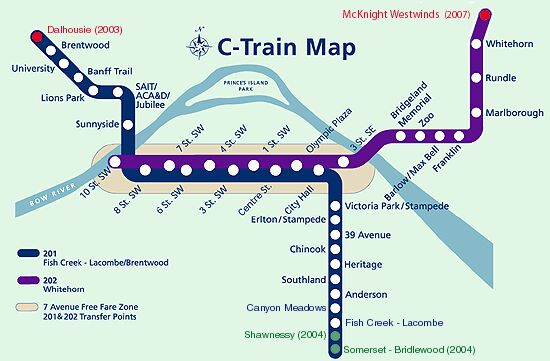 Dalhousie (2003)
McKnight Westwinds (2007)
C-Train Map
Brentwood
University
Banff Trail
Lions Park
SAIT/
ACA&D/
Jubilee
Sunnyside
PRINCE'S ISLAND
PARK
Whitehorn
Rundle
Marlborough
Bridgeland
Memorial
Zoo
Barlow/Max Bell
Franklin
7 St. SW
4 St. SW
1 St. SW
Olympic Plaza
3 St. SE
10 St. SW
8 St. SW
6 St. SW
3 St. SW
Centre St.
City Hall
BOW RIVER
Victoria Park/Stampede
Erlton/Stampede
39 Avenue
Chinook
Heritage
Southland
Anderson
Canyon Meadows
Fish Creek - Lacombe
Shawnessy (2004)
Somerset - Bridlewood (2004)
201
Fish Creek - Lacombe/Brentwood
202
Whitehorn
7 Avenue Free Fare Zone
201&202 Transfer Points